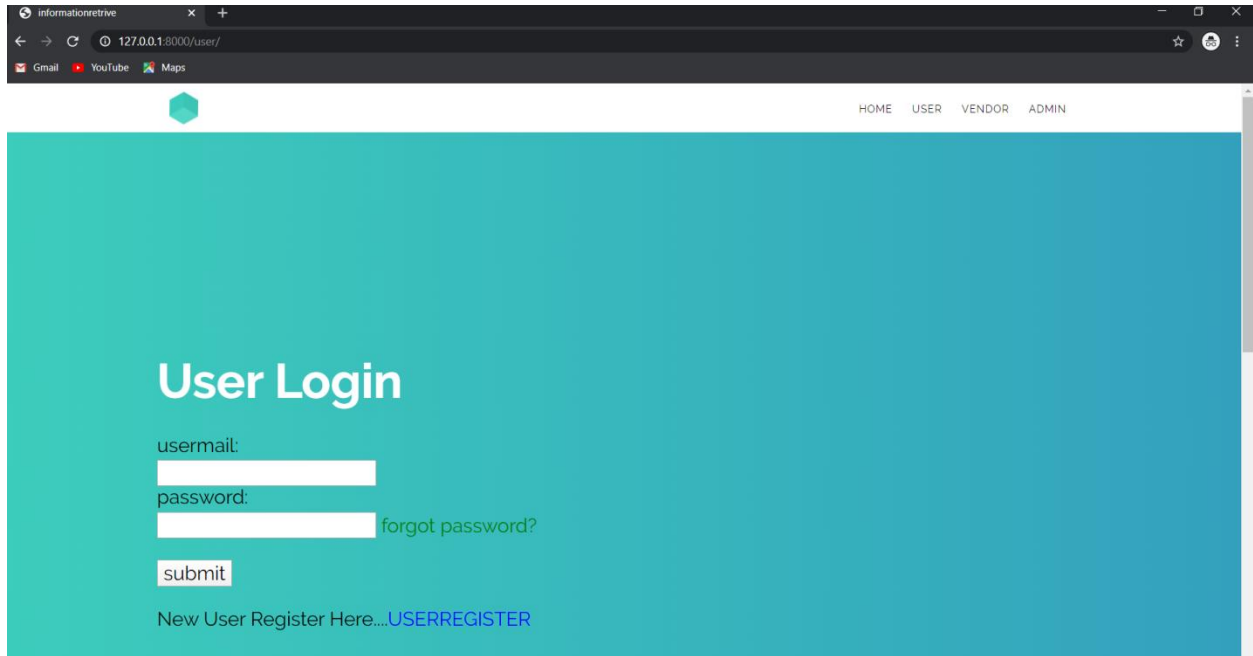 informationretrive
127.0.0.1:8000/user/
Gmail YouTube Maps
HOME USER VENDOR ADMIN
User Login
usermail:
password:
forgot password?
submit
New User Register Here....USERREGISTER